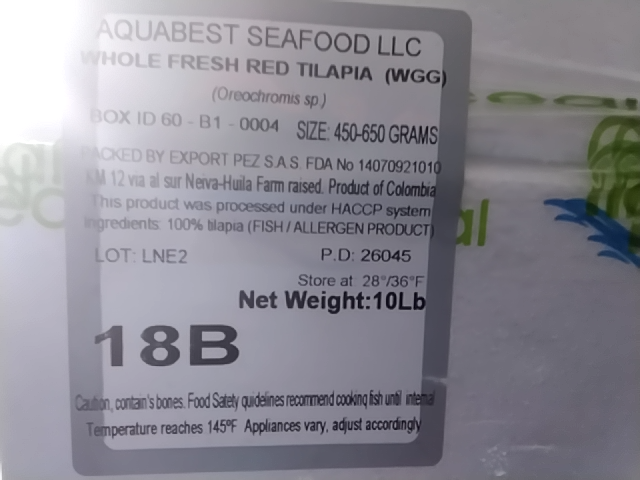 AQUABEST SEAFOOD LLC
WHOLE FRESH RED TILAPIA (WGG)
(Oreochromis sp.)
BOX ID 60 - B1 - 0004 SIZE: 450-650 GRAMS
PACKED BY EXPORT PEZ S.A.S. FDA No 14070921010
KM 12 via al sur Neiva-Huila Farm raised. Product of Colombia
This product was processed under HACCP system
Ingredients: 100% tilapia (FISH / ALLERGEN PRODUCT)
LOT: LNE2 P.D: 26045
Store at: 28°/36°F
Net Weight:10Lb
18B
Caution, contain's bones. Food Safety guidelines recommend cooking fish until internal
Temperature reaches 145ºF Appliances vary, adjust accordingly